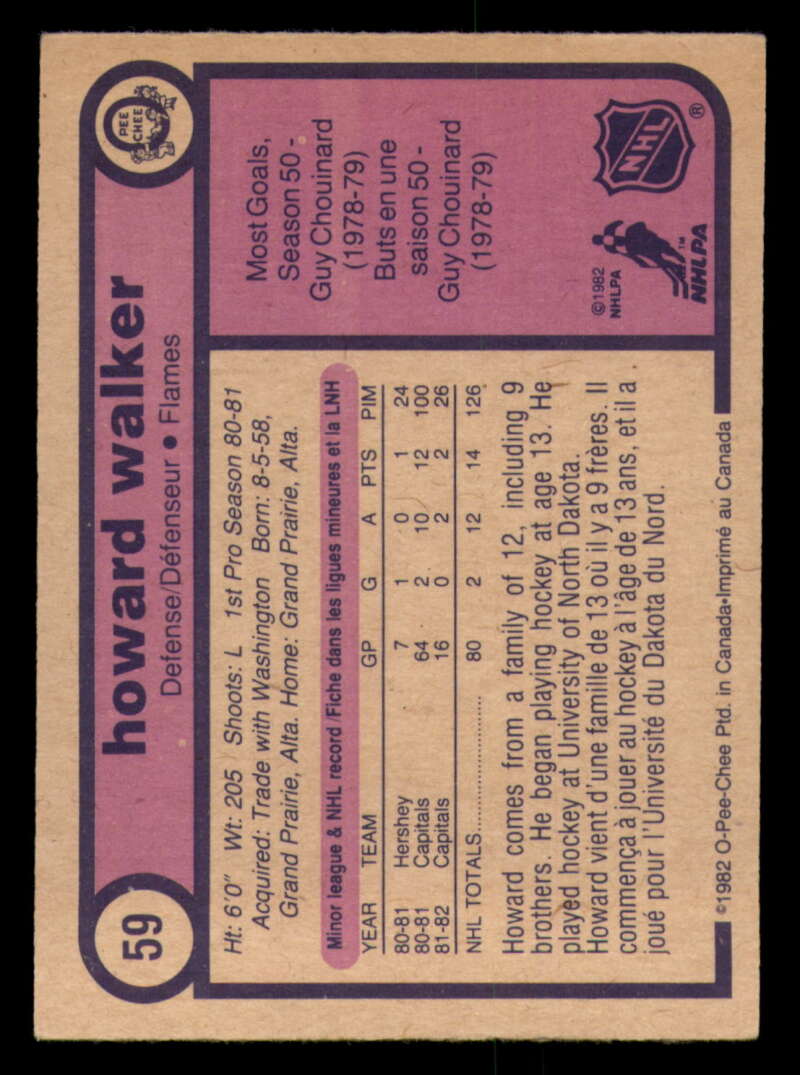 59
howard walker
Defense/Défenseur • Flames
O
PEE
CHEE
Ht: 6'0" Wt: 205 Shoots: L 1st Pro Season 80-81
Acquired: Trade with Washington Born: 8-5-58,
Grand Prairie, Alta. Home: Grand Prairie, Alta.
Minor league & NHL record/Fiche dans les ligues mineures et la LNH
YEAR TEAM GP G A PTS PIM
80-81 Hershey 7 1 0 1 24
80-81 Capitals 64 2 10 12 100
81-82 Capitals 16 0 2 2 26
NHL TOTALS.................... 80 2 12 14 126
Howard comes from a family of 12, including 9
brothers. He began playing hockey at age 13. He
played hockey at University of North Dakota.
Howard vient d'une famille de 13 où il y a 9 frères. Il
commença à jouer au hockey à l'âge de 13 ans, et il a
joué pour l'Université du Dakota du Nord.
©1982 O-Pee-Chee Ptd. in Canada•Imprimé au Canada
Most Goals,
Season 50 -
Guy Chouinard
(1978-79)
Buts en une
saison 50 -
Guy Chouinard
(1978-79)
©1982
NHLPA
NHLPA
TM
NHL
®